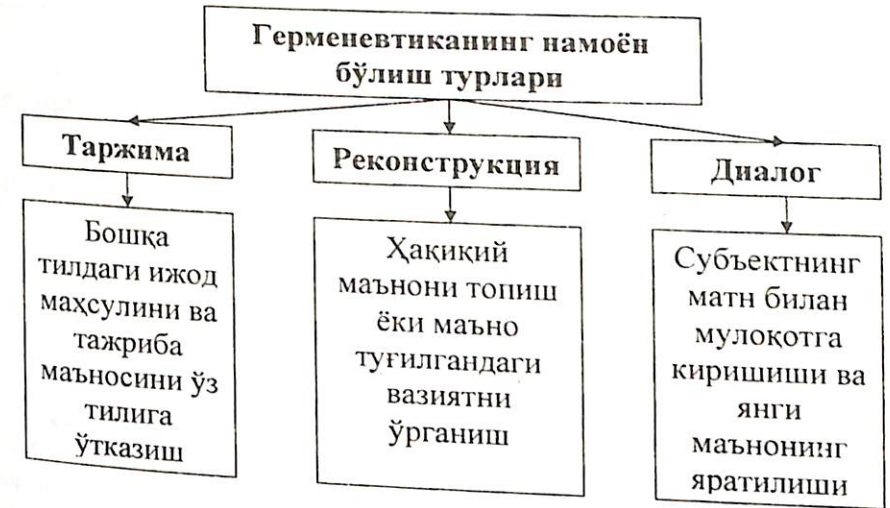 Герменевтиканинг намоён
бўлиш турлари
Таржима
Реконструкция
Диалог
Бошқа
тилдаги ижод
маҳсулини ва
тажриба
маъносини ўз
тилига
ўтказиш
Ҳақиқий
маънони топиш
ёки маъно
туғилгандаги
вазиятни
ўрганиш
Субъектнинг
матн билан
мулоқотга
киришиши ва
янги
маънонинг
яратилиши